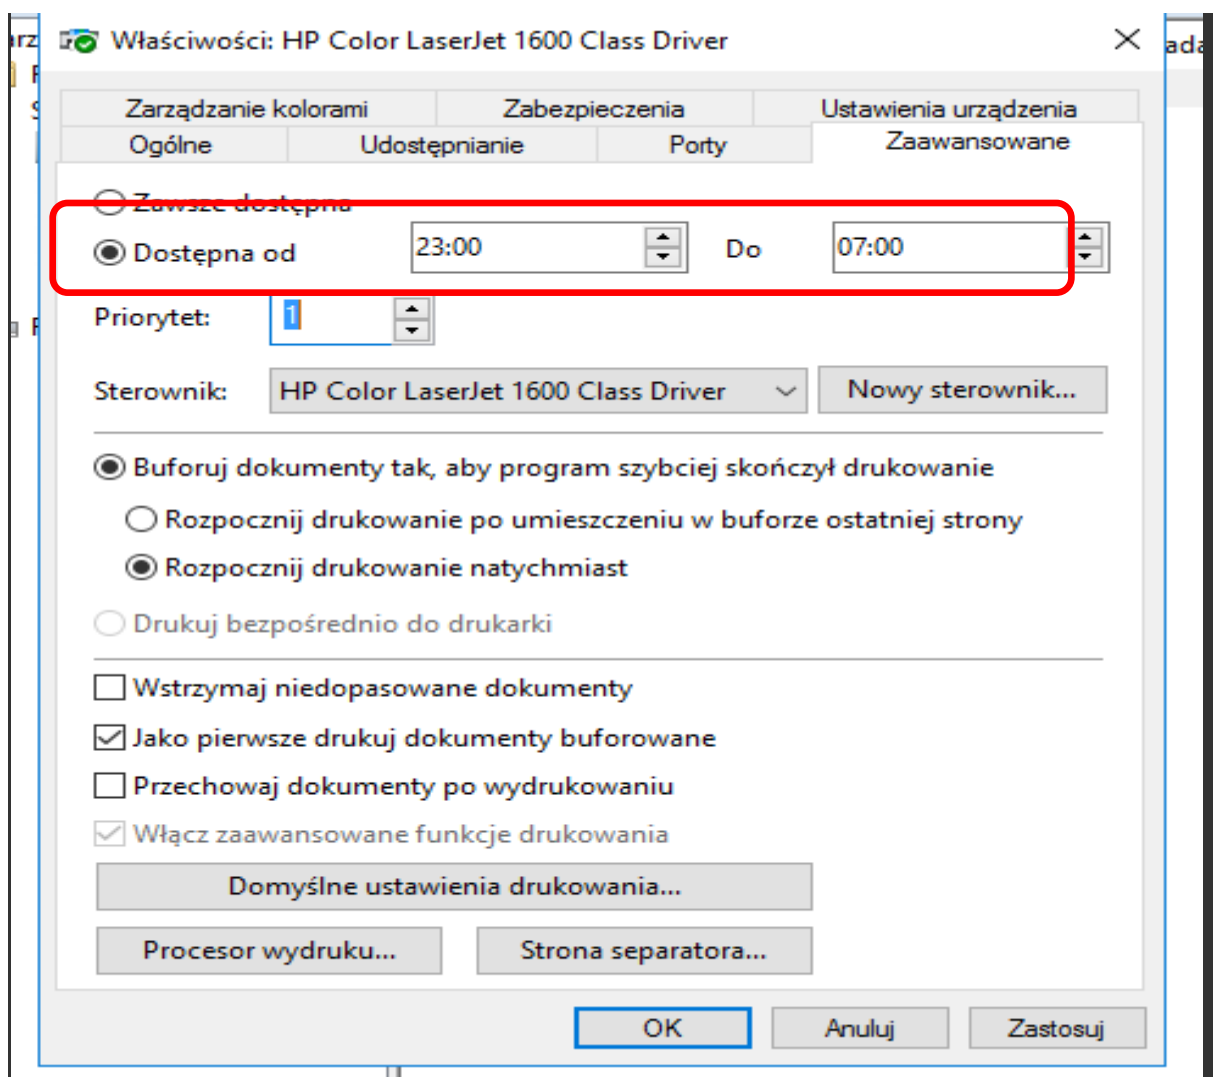 Właściwości: HP Color LaserJet 1600 Class Driver
Zarządzanie kolorami Zabezpieczenia Ustawienia urządzenia
Ogólne Udostępnianie Porty Zaawansowane
Zawsze dostępna
Dostępna od 23:00 Do 07:00
Priorytet: 1
Sterownik: HP Color LaserJet 1600 Class Driver Nowy sterownik...
Buforuj dokumenty tak, aby program szybciej skończył drukowanie
Rozpocznij drukowanie po umieszczeniu w buforze ostatniej strony
Rozpocznij drukowanie natychmiast
Drukuj bezpośrednio do drukarki
Wstrzymaj niedopasowane dokumenty
Jako pierwsze drukuj dokumenty buforowane
Przechowaj dokumenty po wydrukowaniu
Włącz zaawansowane funkcje drukowania
Domyślne ustawienia drukowania...
Procesor wydruku... Strona separatora...
OK Anuluj Zastosuj